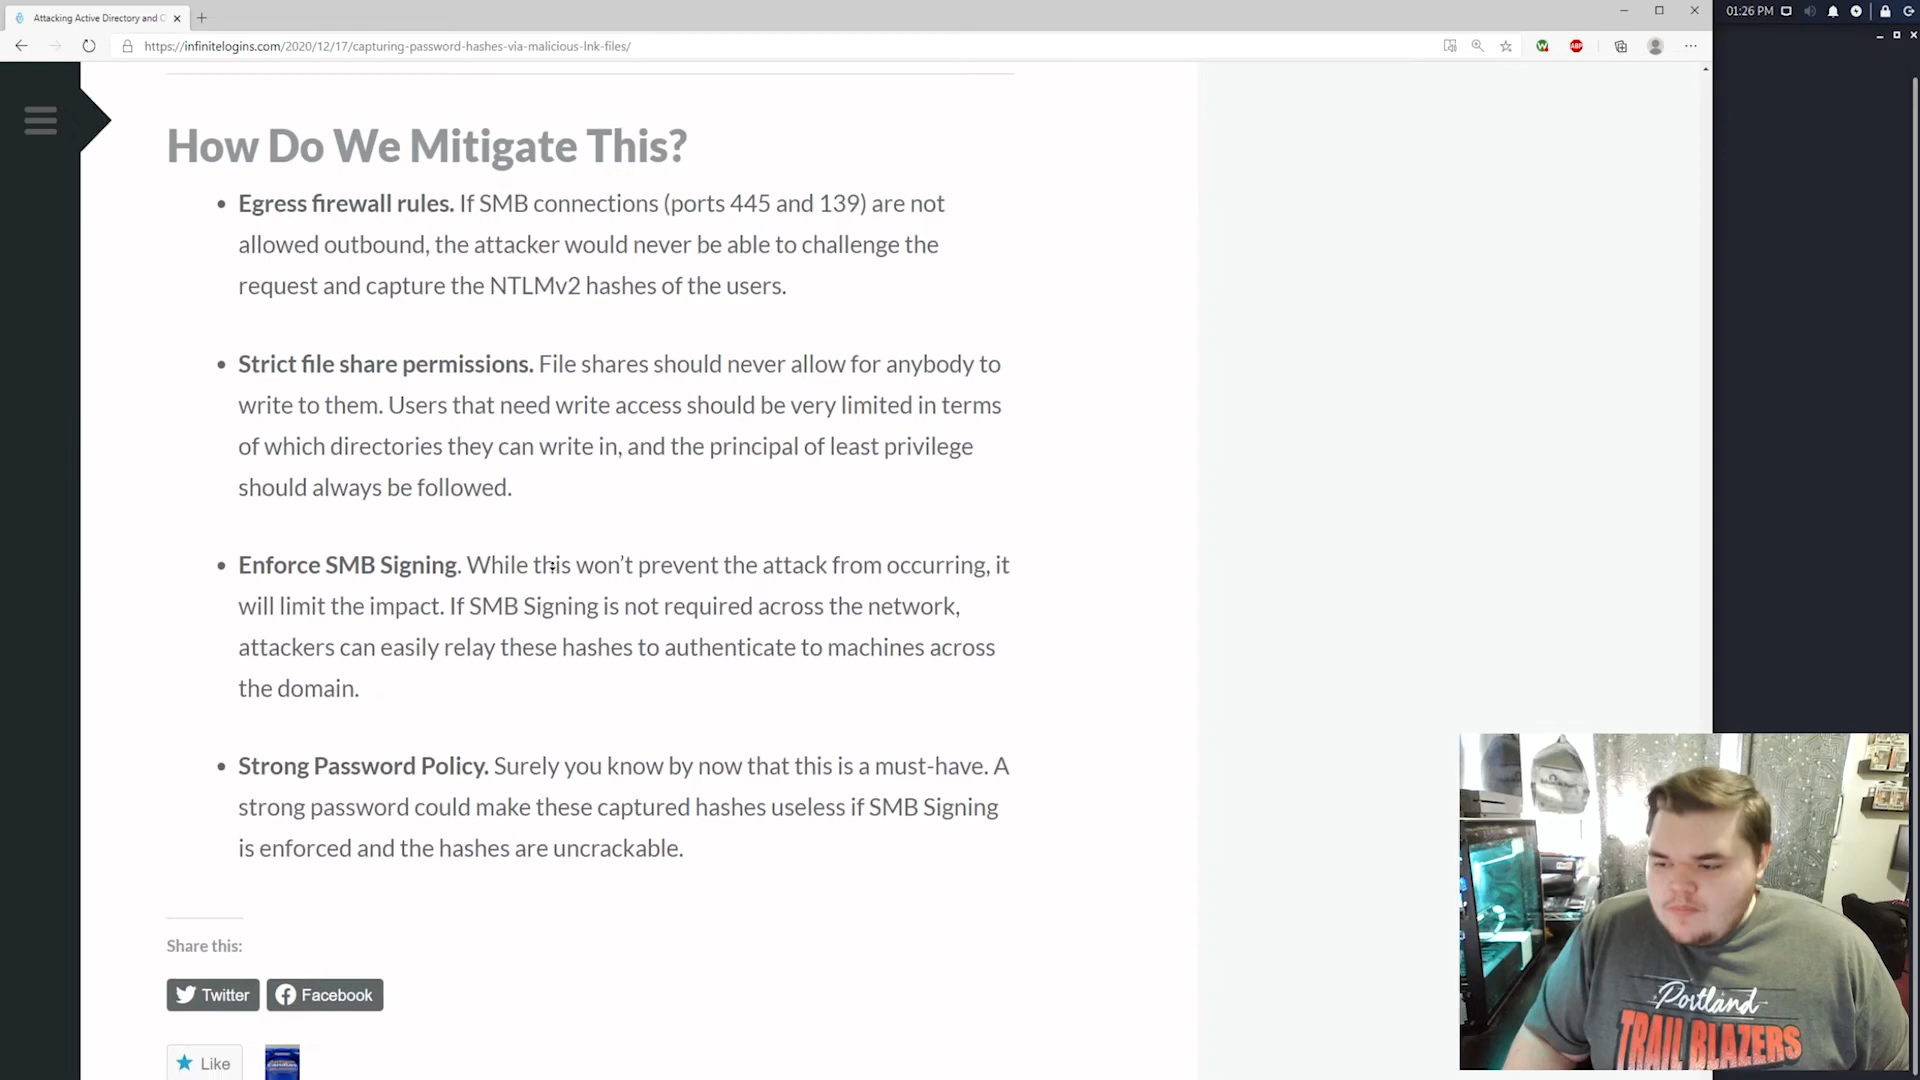 Attacking Active Directory and C
01:26 PM
https://infinitelogins.com/2020/12/17/capturing-password-hashes-via-malicious-lnk-files/
How Do We Mitigate This?
• Egress firewall rules. If SMB connections (ports 445 and 139) are not
allowed outbound, the attacker would never be able to challenge the
request and capture the NTLMv2 hashes of the users.
• Strict file share permissions. File shares should never allow for anybody to
write to them. Users that need write access should be very limited in terms
of which directories they can write in, and the principal of least privilege
should always be followed.
• Enforce SMB Signing. While this won’t prevent the attack from occurring, it
will limit the impact. If SMB Signing is not required across the network,
attackers can easily relay these hashes to authenticate to machines across
the domain.
• Strong Password Policy. Surely you know by now that this is a must-have. A
strong password could make these captured hashes useless if SMB Signing
is enforced and the hashes are uncrackable.
Share this:
Twitter
Facebook
Like
Portland
TRAIL BLAZERS